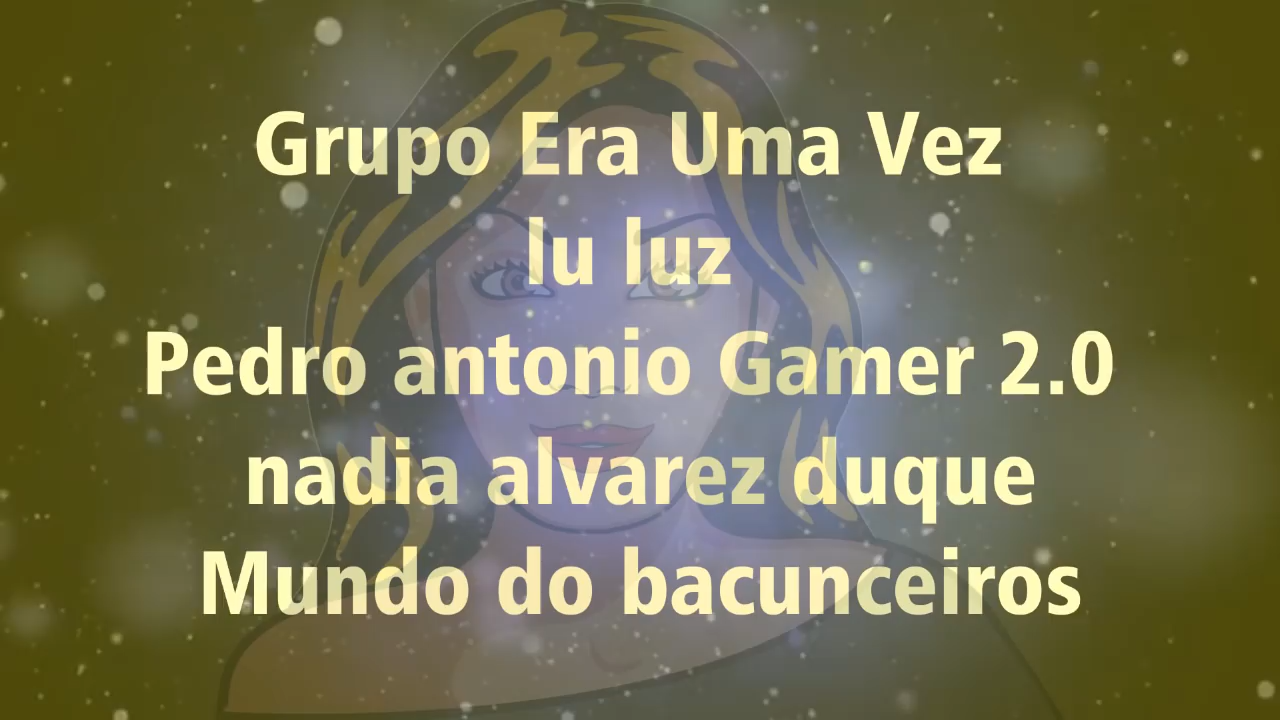 Grupo Era Uma Vez
lu luz
Pedro antonio Gamer 2.0
nadia alvarez duque
Mundo do bacunceiros